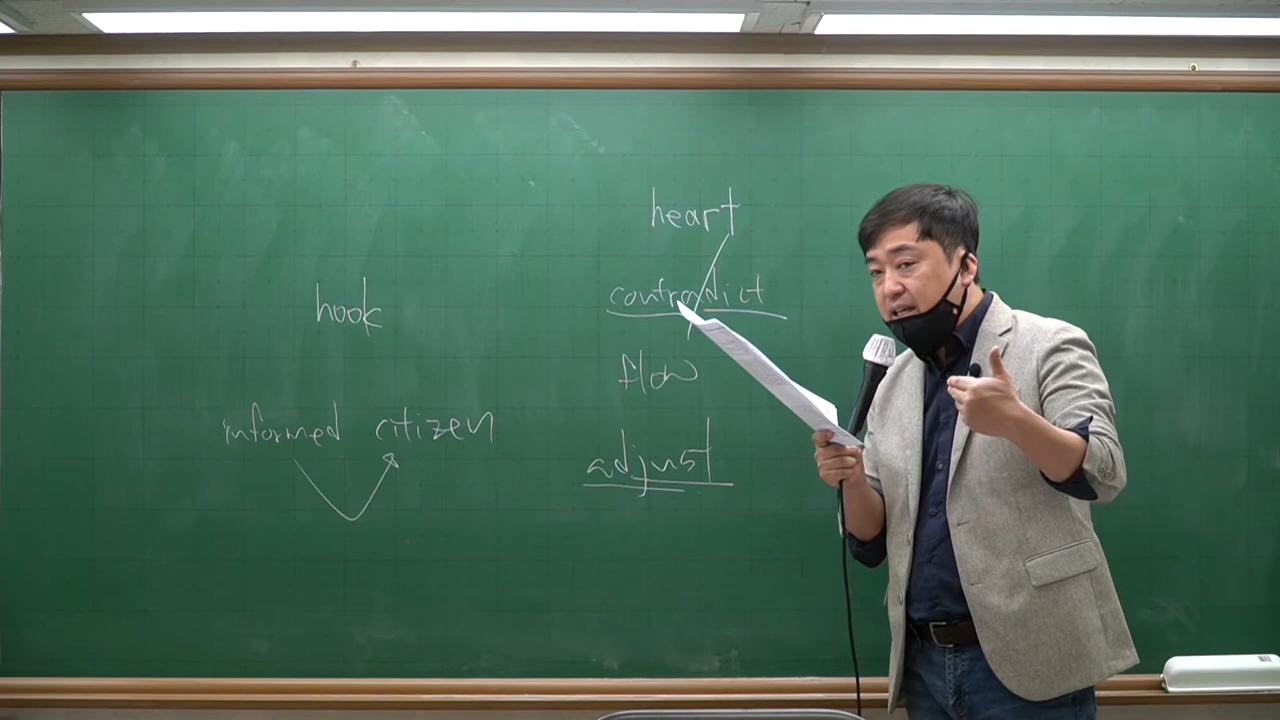 hook
informed citizen
heart
contradict
flow
adjust